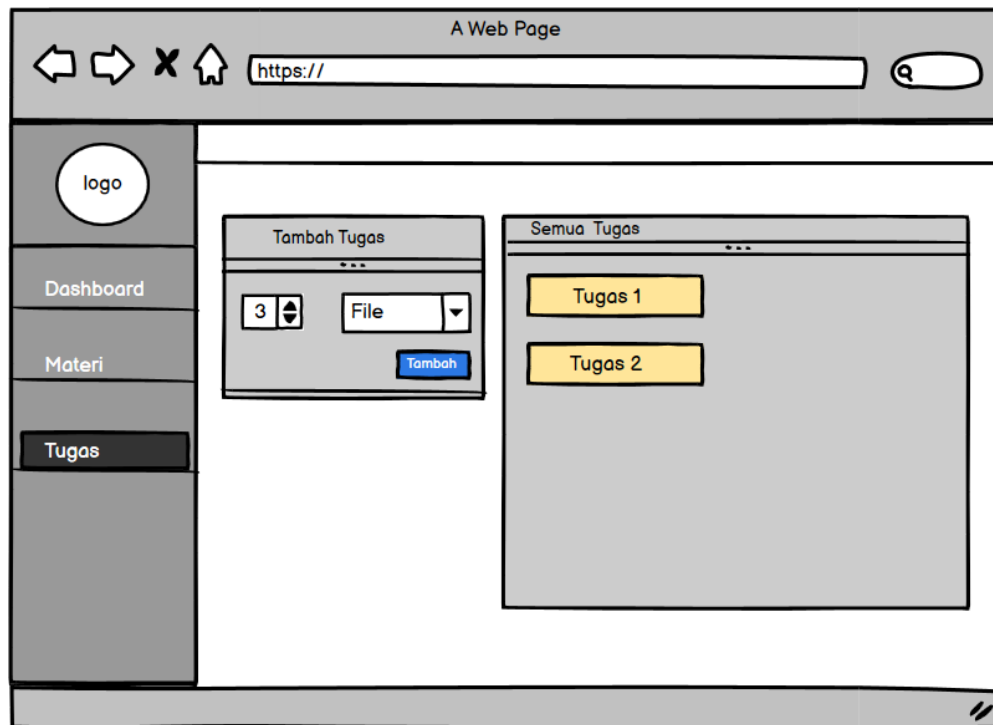 A Web Page
https://
logo
Dashboard
Materi
Tugas
Tambah Tugas
3
File
Tambah
Semua Tugas
Tugas 1
Tugas 2